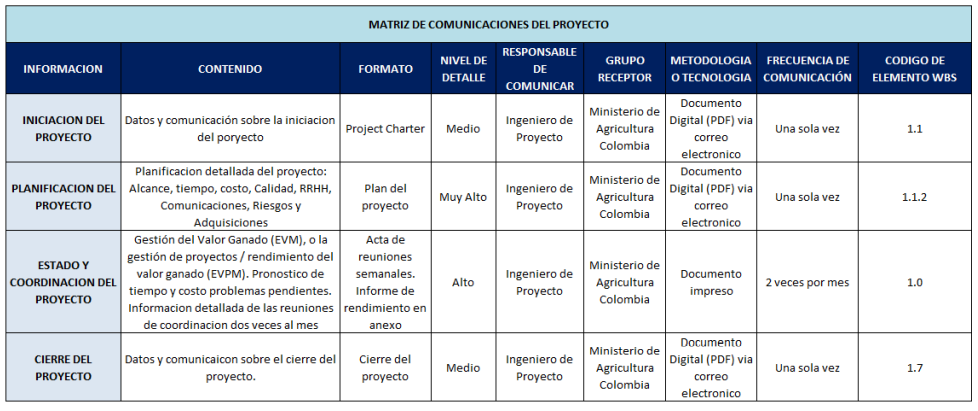 MATRIZ DE COMUNICACIONES DEL PROYECTO
INFORMACION
CONTENIDO
FORMATO
NIVEL DE
DETALLE
RESPONSABLE
DE
COMUNICAR
GRUPO
RECEPTOR
METODOLOGIA
O TECNOLOGIA
FRECUENCIA DE
COMUNICACIÓN
CODIGO DE
ELEMENTO WBS
INICIACION DEL
PROYECTO
Datos y comunicación sobre la iniciacion
del poryecto
Project Charter
Medio
Ingeniero de
Proyecto
Ministerio de
Agricultura
Colombia
Documento
Digital (PDF) via
correo
electronico
Una sola vez
1.1
PLANIFICACION DEL
PROYECTO
Planificacion detallada del proyecto:
Alcance, tiempo, costo, Calidad, RRHH,
Comunicaciones, Riesgos y
Adquisiciones
Plan del
proyecto
Muy Alto
Ingeniero de
Proyecto
Ministerio de
Agricultura
Colombia
Documento
Digital (PDF) via
correo
electronico
Una sola vez
1.1.2
ESTADO Y
COORDINACION DEL
PROYECTO
Gestión del Valor Ganado (EVM), o la
gestión de proyectos / rendimiento del
valor ganado (EVPM). Pronostico de
tiempo y costo problemas pendientes.
Informacion detallada de las reuniones
de coordinacion dos veces al mes
Acta de
reuniones
semanales.
Informe de
rendimiento en
anexo
Alto
Ingeniero de
Proyecto
Ministerio de
Agricultura
Colombia
Documento
impreso
2 veces por mes
1.0
CIERRE DEL
PROYECTO
Datos y comunicaicon sobre el cierre del
proyecto.
Cierre del
proyecto
Medio
Ingeniero de
Proyecto
Ministerio de
Agricultura
Colombia
Documento
Digital (PDF) via
correo
electronico
Una sola vez
1.7